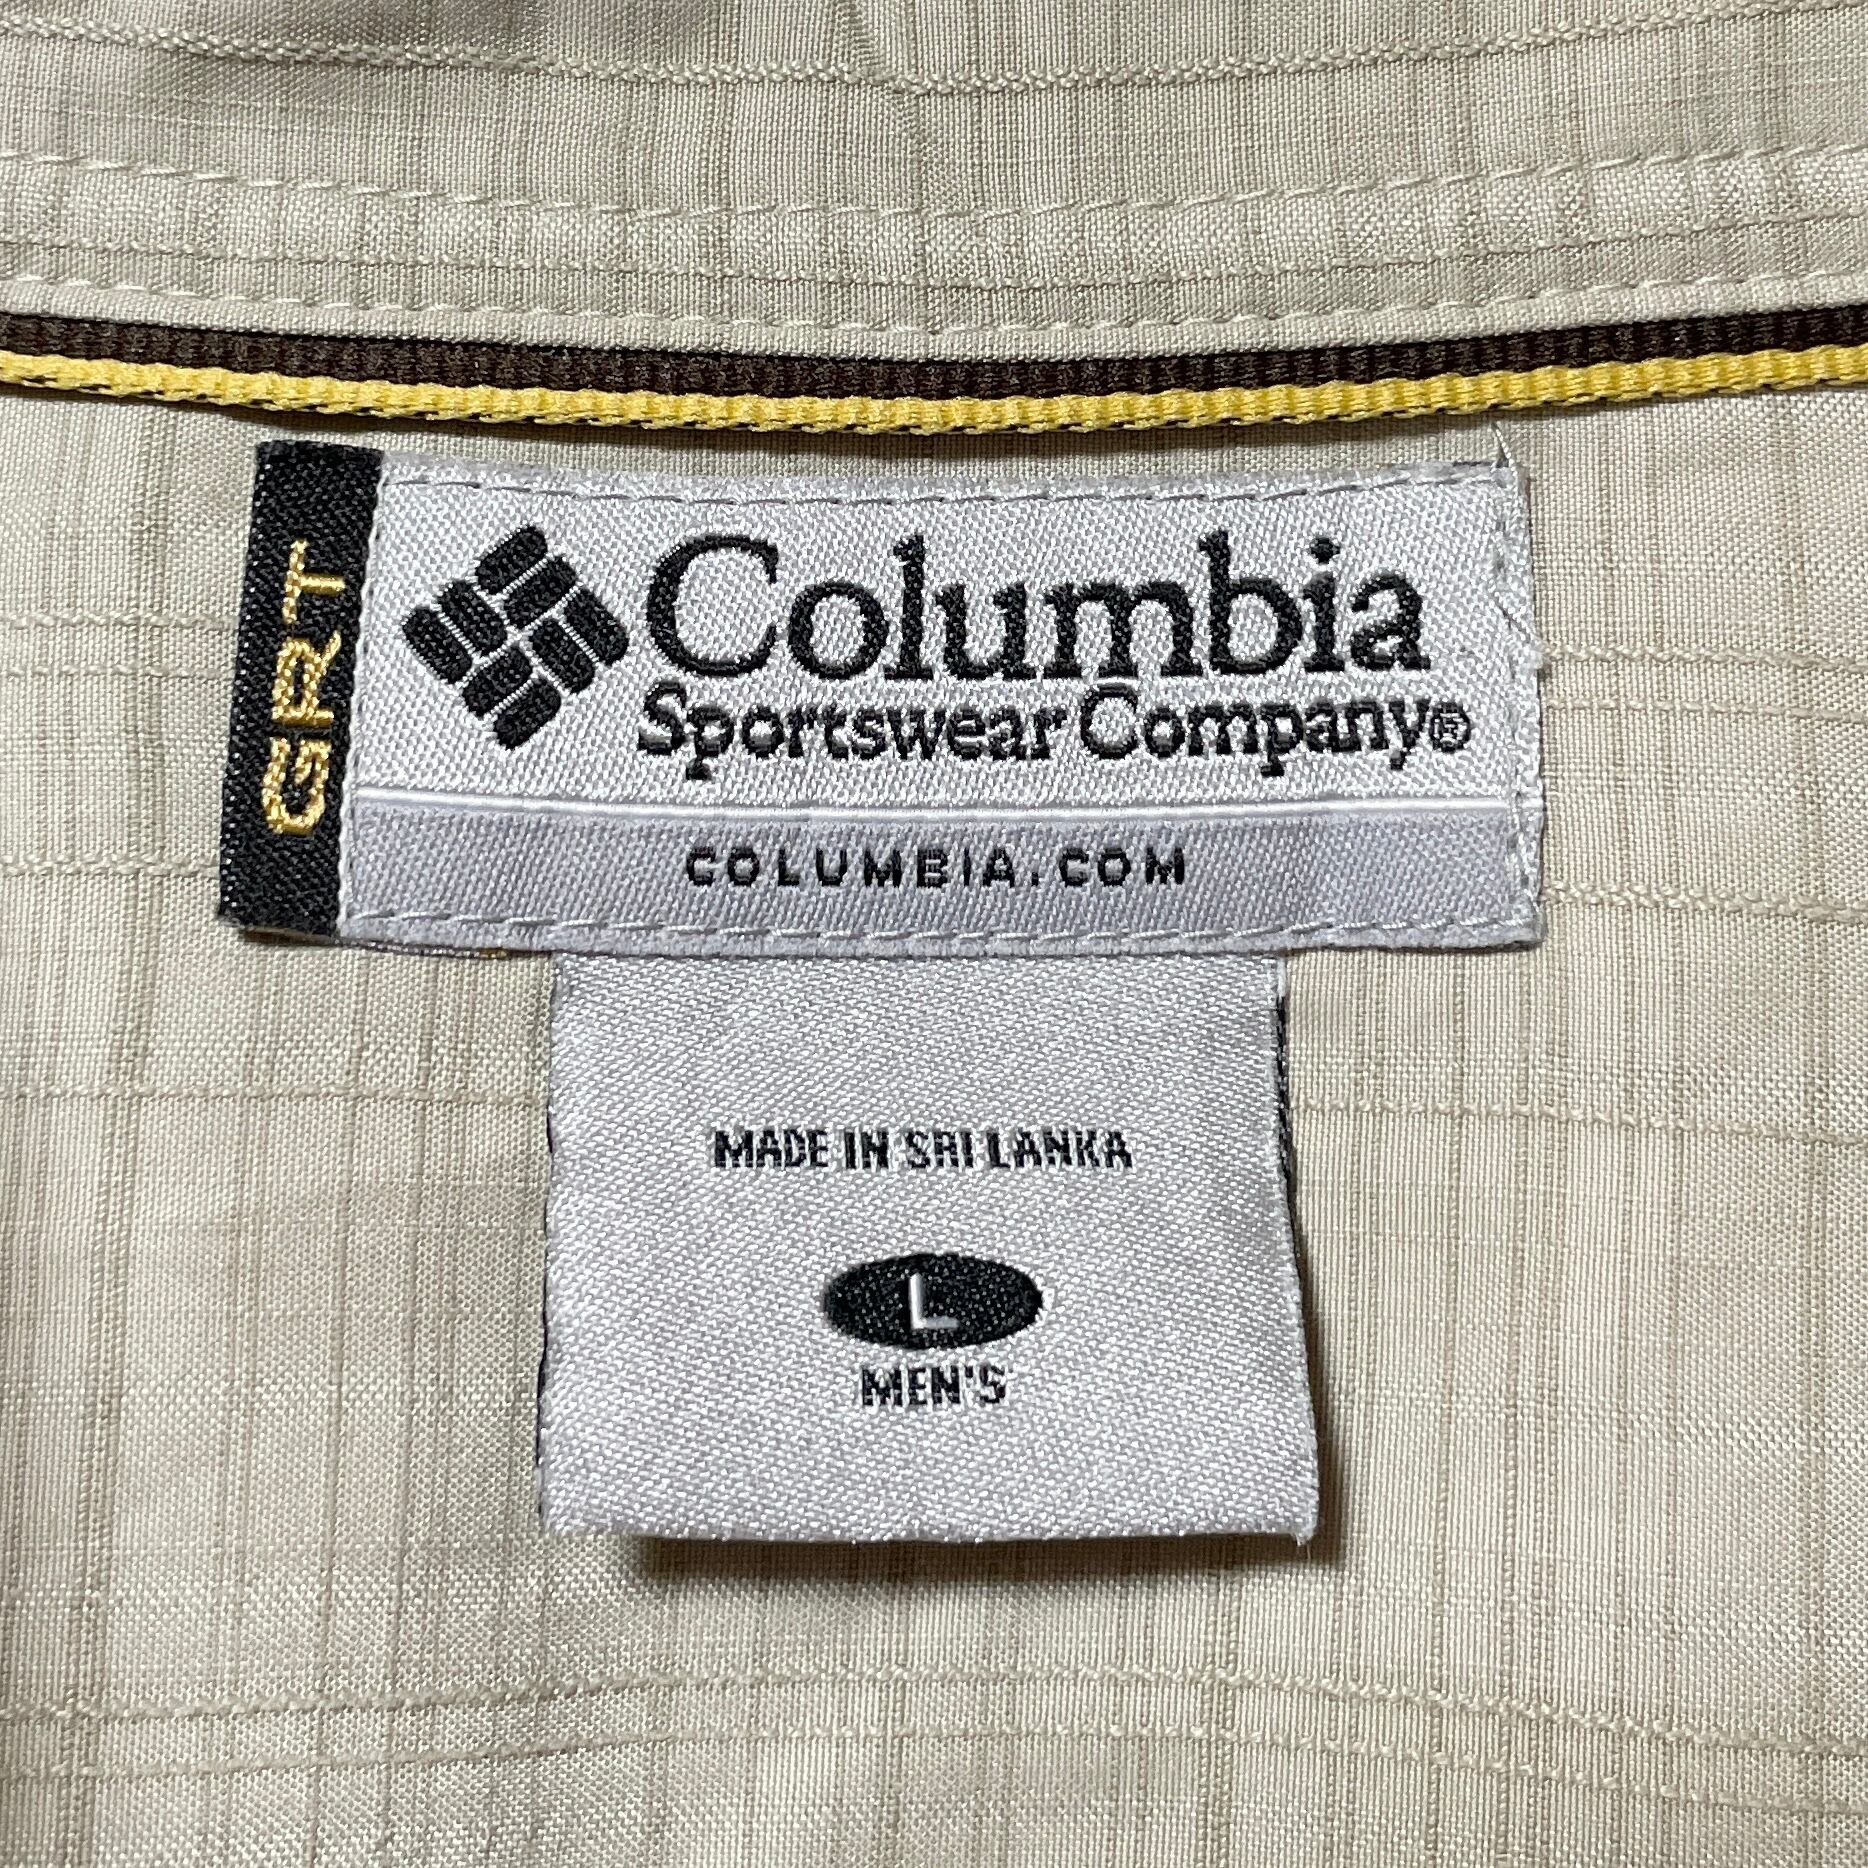 GRT
Columbia
Sportswear Company®
COLUMBIA.COM
MADE IN SRI LANKA
L
MEN'S